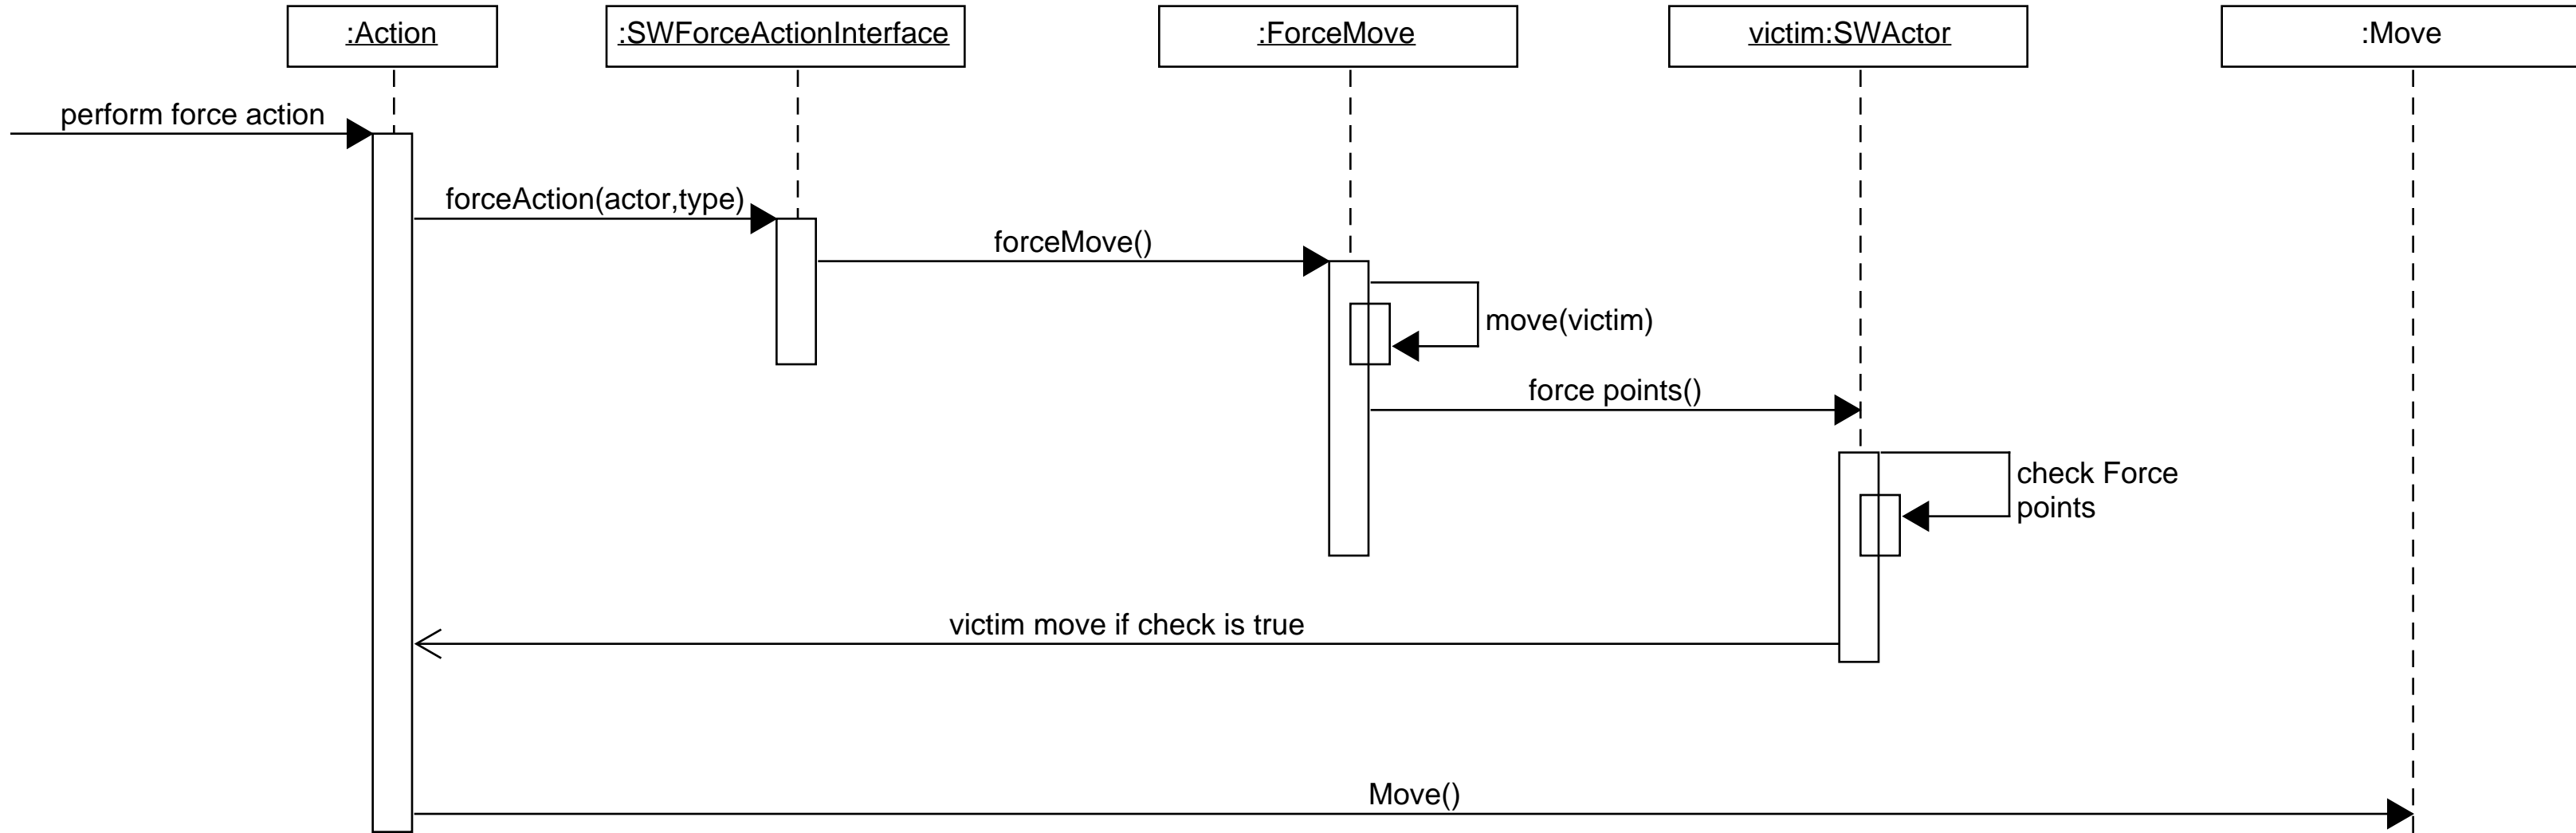 :Action
:SWForceActionInterface
:ForceMove
victim:SWActor
:Move
perform force action
forceAction(actor,type)
forceMove()
move(victim)
force points()
check Force
points
victim move if check is true
Move()